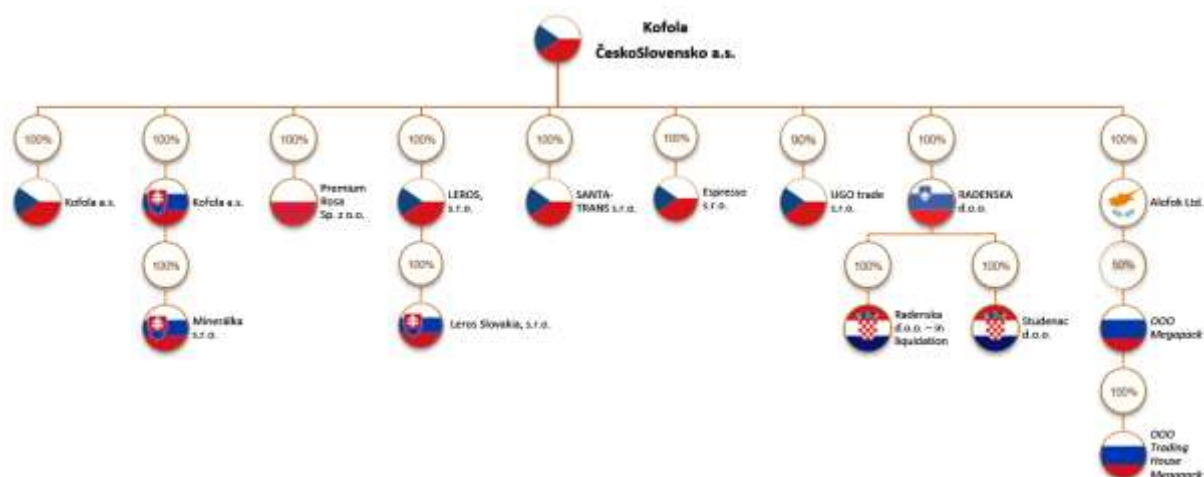 Kofola
ČeskoSlovensko a.s.
100%
100%
100%
100%
100%
100%
90%
100%
100%
Kofola a.s.
Kofola a.s.
Premium
Rosa
Sp. z o.o.
LEROS,
s.r.o.
SANTA-
TRANS s.r.o.
Espresso
s.r.o.
UGO trade
s.r.o.
RADENSKA
d.o.o.
Alofok Ltd.
100%
100%
100%
100%
50%
Minerálka
s.r.o.
Leros Slovakia, s.r.o.
Radenska
d.o.o. – in
liquidation
Studenac
d.o.o.
OOO
Megapack
100%
OOO
Trading
House
Megapack